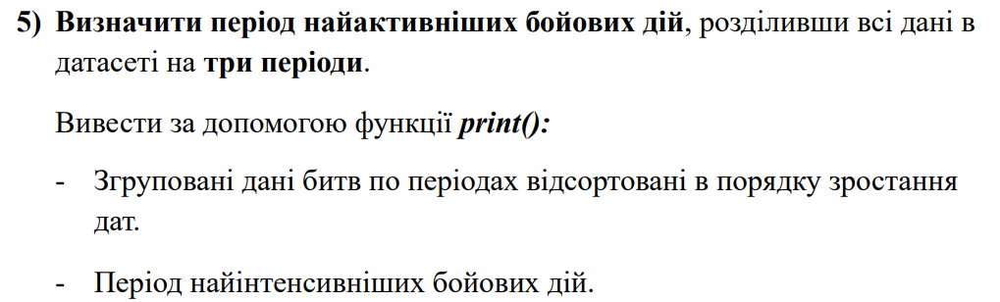 5) Визначити період найактивніших бойових дій, розділивши всі дані в
датасеті на три періоди.
Вивести за допомогою функції print():
- Згруповані дані битв по періодах відсортовані в порядку зростання
дат.
- Період найінтенсивніших бойових дій.